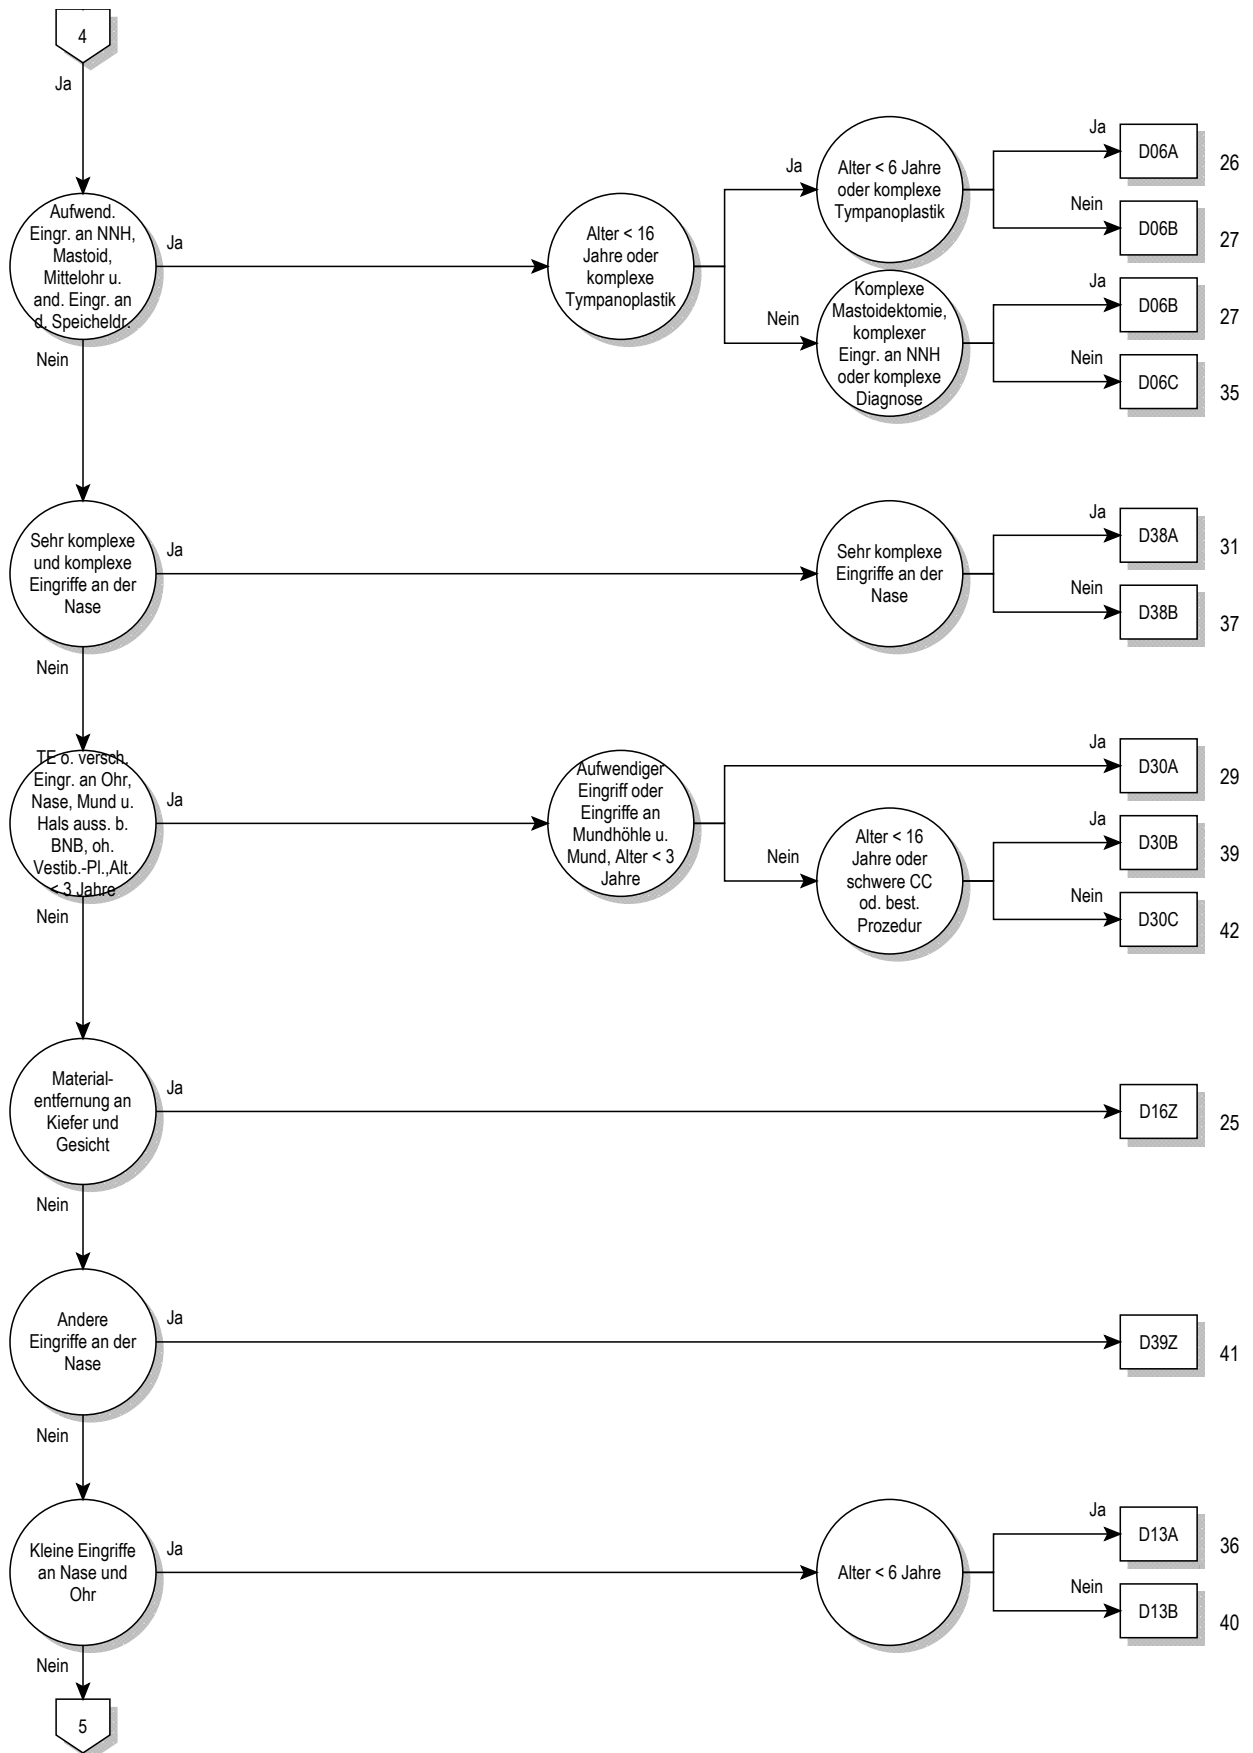 4
Ja
Aufwend.
Eingr. an NNH,
Mastoid,
Mittelohr u.
and. Eingr. an
d. Speicheldr.
Ja
Nein
Alter < 16
Jahre oder
komplexe
Tympanoplastik
Ja
Nein
Alter < 6 Jahre
oder komplexe
Tympanoplastik
Ja
D06A
26
Nein
D06B
27
Komplexe
Mastoidektomie,
komplexer
Eingr. an NNH
oder komplexe
Diagnose
Ja
D06B
27
Nein
D06C
35
Sehr komplexe
und komplexe
Eingriffe an der
Nase
Ja
Nein
Sehr komplexe
Eingriffe an der
Nase
Ja
D38A
31
Nein
D38B
37
TE o. versch.
Eingr. an Ohr,
Nase, Mund u.
Hals auss. b.
BNB, oh.
Vestib.-Pl.,Alt.
< 3 Jahre
Ja
Nein
Aufwendiger
Eingriff oder
Eingriffe an
Mundhöhle u.
Mund, Alter < 3
Jahre
Ja
D30A
29
Nein
Alter < 16
Jahre oder
schwere CC
od. best.
Prozedur
Ja
D30B
39
Nein
D30C
42
Material-
entfernung an
Kiefer und
Gesicht
Ja
D16Z
25
Nein
Andere
Eingriffe an der
Nase
Ja
D39Z
41
Nein
Kleine Eingriffe
an Nase und
Ohr
Ja
Alter < 6 Jahre
Ja
D13A
36
Nein
D13B
40
Nein
5